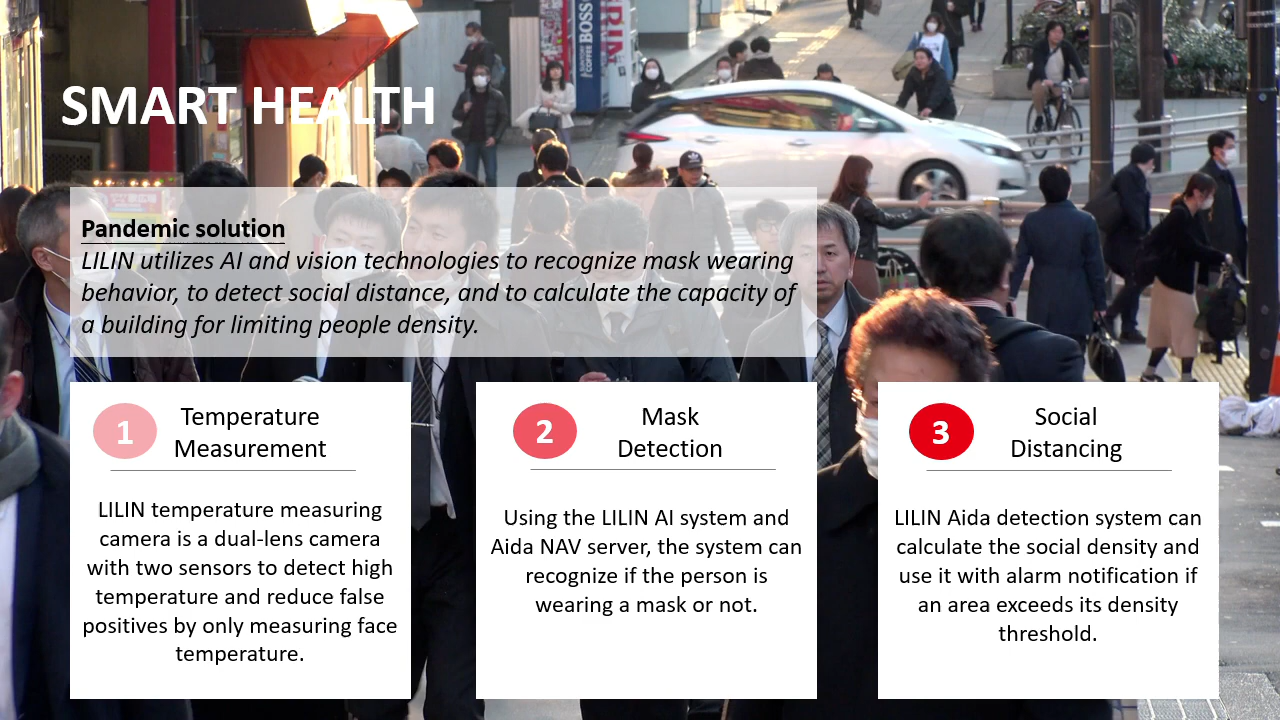 BOSS
SUNTORY
COFFEE
KIRIN
SMART HEALTH
Pandemic solution
LILIN utilizes AI and vision technologies to recognize mask wearing
behavior, to detect social distance, and to calculate the capacity of
a building for limiting people density.
1
Temperature
Measurement
LILIN temperature measuring
camera is a dual-lens camera
with two sensors to detect high
temperature and reduce false
positives by only measuring face
temperature.
2
Mask
Detection
Using the LILIN AI system and
Aida NAV server, the system can
recognize if the person is
wearing a mask or not.
3
Social
Distancing
LILIN Aida detection system can
calculate the social density and
use it with alarm notification if
an area exceeds its density
threshold.